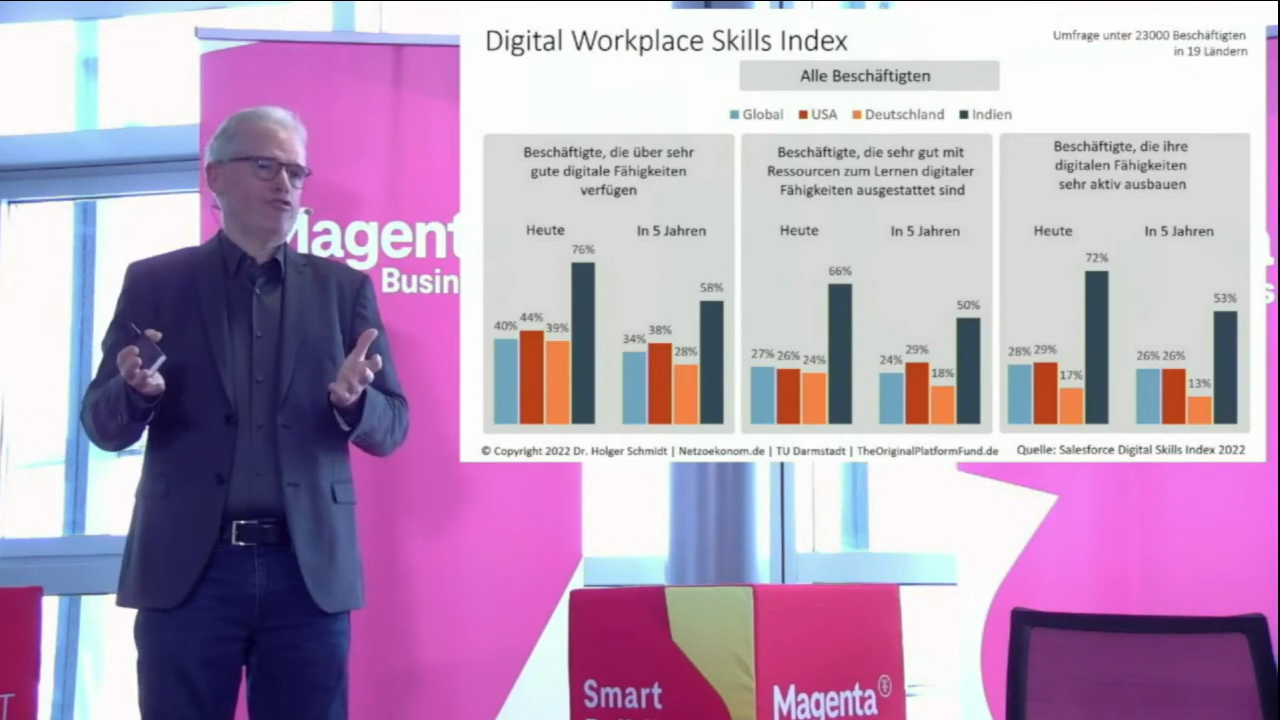 Digital Workplace Skills Index
Umfrage unter 23000 Beschäftigten
in 19 Ländern
Alle Beschäftigten
Global USA Deutschland Indien
Beschäftigte, die über sehr
gute digitale Fähigkeiten
verfügen
Heute In 5 Jahren
40% 44% 39% 76%
34% 38% 28% 58%
Beschäftigte, die sehr gut mit
Ressourcen zum Lernen digitaler
Fähigkeiten ausgestattet sind
Heute In 5 Jahren
27% 26% 24% 66%
24% 29% 18% 50%
Beschäftigte, die ihre
digitalen Fähigkeiten
sehr aktiv ausbauen
Heute In 5 Jahren
28% 29% 17% 72%
26% 26% 13% 53%
© Copyright 2022 Dr. Holger Schmidt | Netzoekonom.de | TU Darmstadt | TheOriginalPlatformFund.de
Quelle: Salesforce Digital Skills Index 2022
Magent
Busin
Smart
Magenta